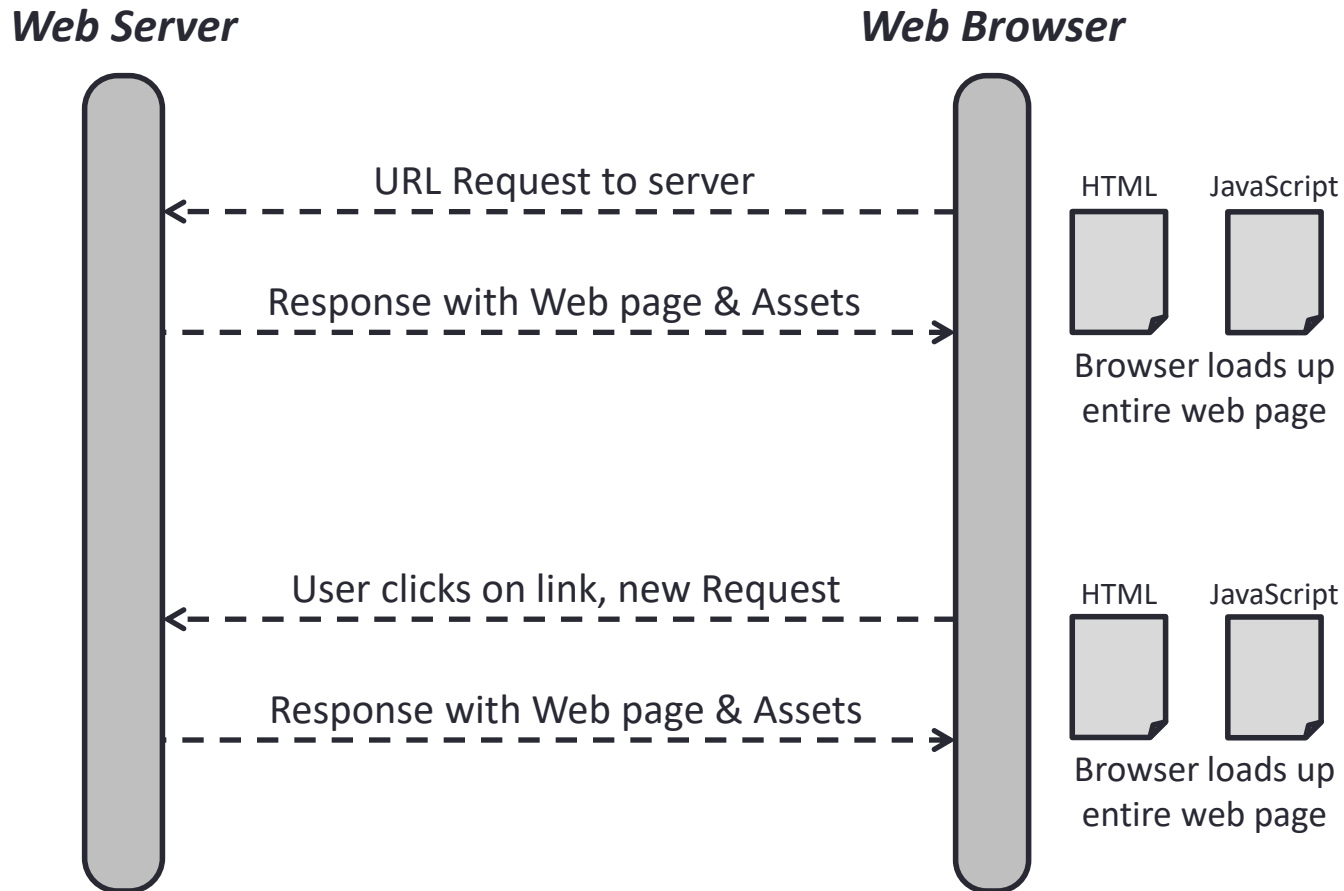 Web Server
Web Browser
URL Request to server
HTML
JavaScript
Response with Web page & Assets
Browser loads up
entire web page
User clicks on link, new Request
HTML
JavaScript
Response with Web page & Assets
Browser loads up
entire web page